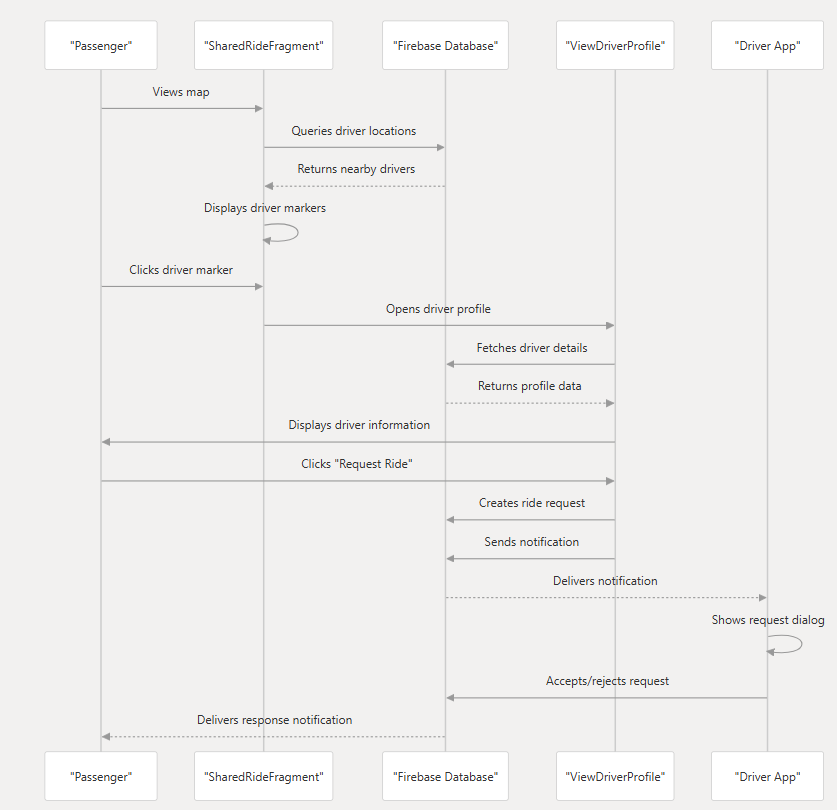 "Passenger"
"SharedRideFragment"
"Firebase Database"
"ViewDriverProfile"
"Driver App"
Views map
Queries driver locations
Returns nearby drivers
Displays driver markers
Clicks driver marker
Opens driver profile
Fetches driver details
Returns profile data
Displays driver information
Clicks "Request Ride"
Creates ride request
Sends notification
Delivers notification
Shows request dialog
Accepts/rejects request
Delivers response notification
"Passenger"
"SharedRideFragment"
"Firebase Database"
"ViewDriverProfile"
"Driver App"